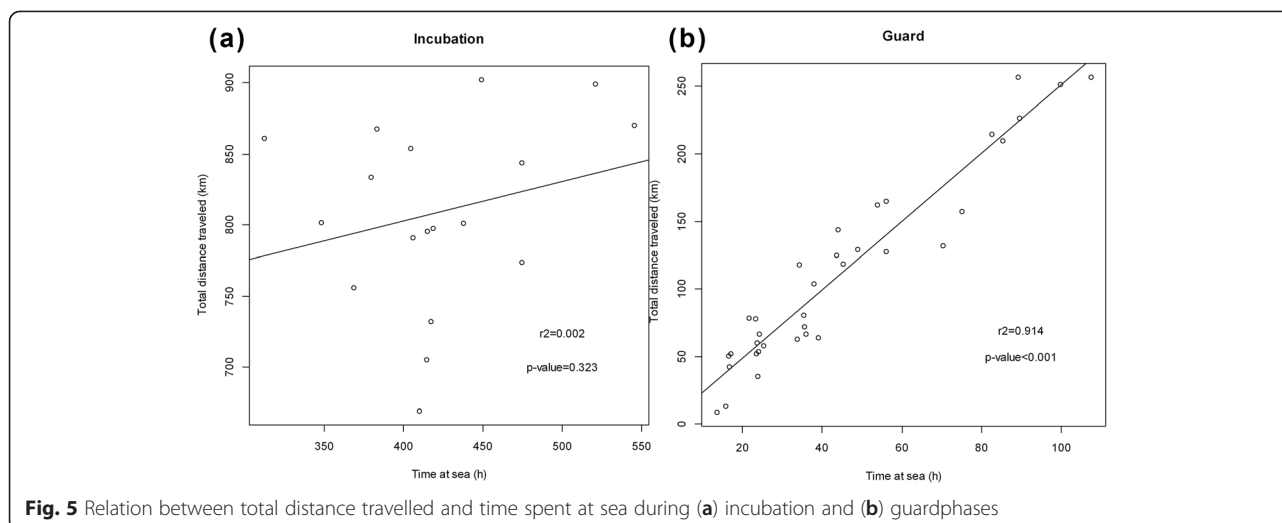 (a)
Incubation
Total distance traveled (km)
900
850
800
750
700
350 400 450 500 550
Time at sea (h)
r2=0.002
p-value=0.323
(b)
Guard
Total distance traveled (km)
250
200
150
100
50
0
20 40 60 80 100
Time at sea (h)
r2=0.914
p-value<0.001
Fig. 5 Relation between total distance travelled and time spent at sea during (a) incubation and (b) guardphases